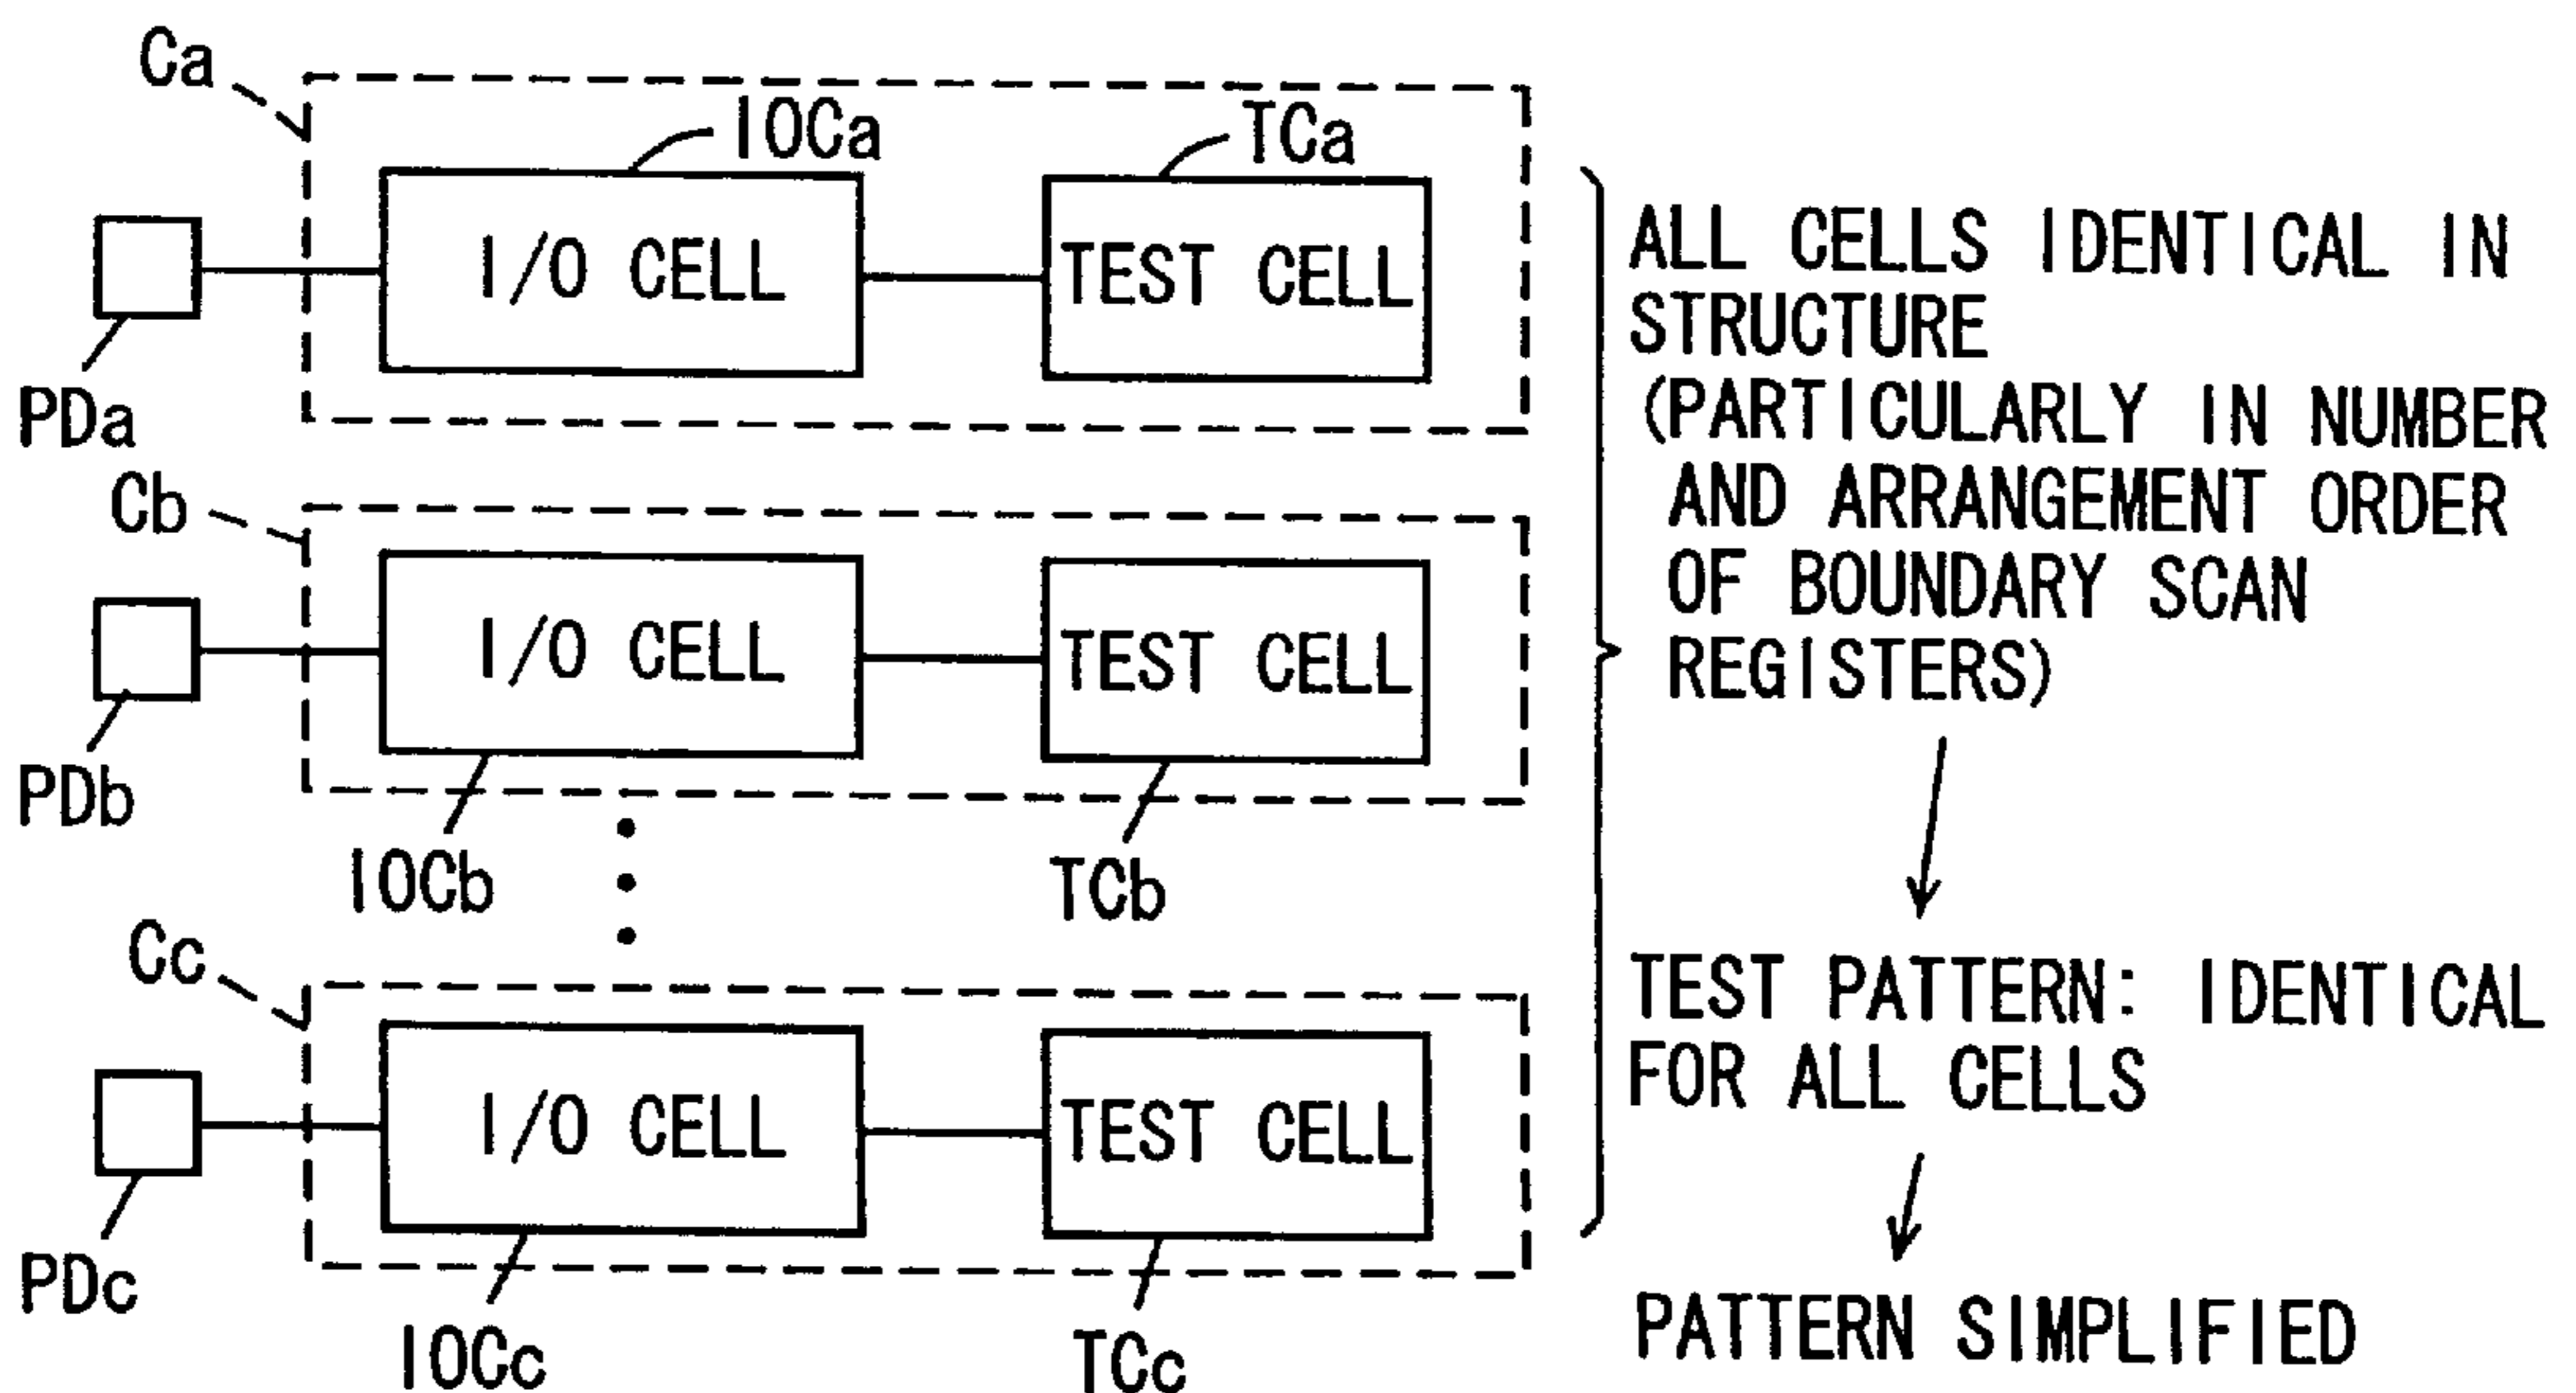 Ca
IOCa
TCa
I/O CELL
TEST CELL
PDa
Cb
I/O CELL
TEST CELL
PDb
IOCb
TCb
Cc
I/O CELL
TEST CELL
PDc
IOCc
TCc
ALL CELLS IDENTICAL IN
STRUCTURE
(PARTICULARLY IN NUMBER
AND ARRANGEMENT ORDER
OF BOUNDARY SCAN
REGISTERS)
TEST PATTERN: IDENTICAL
FOR ALL CELLS
PATTERN SIMPLIFIED